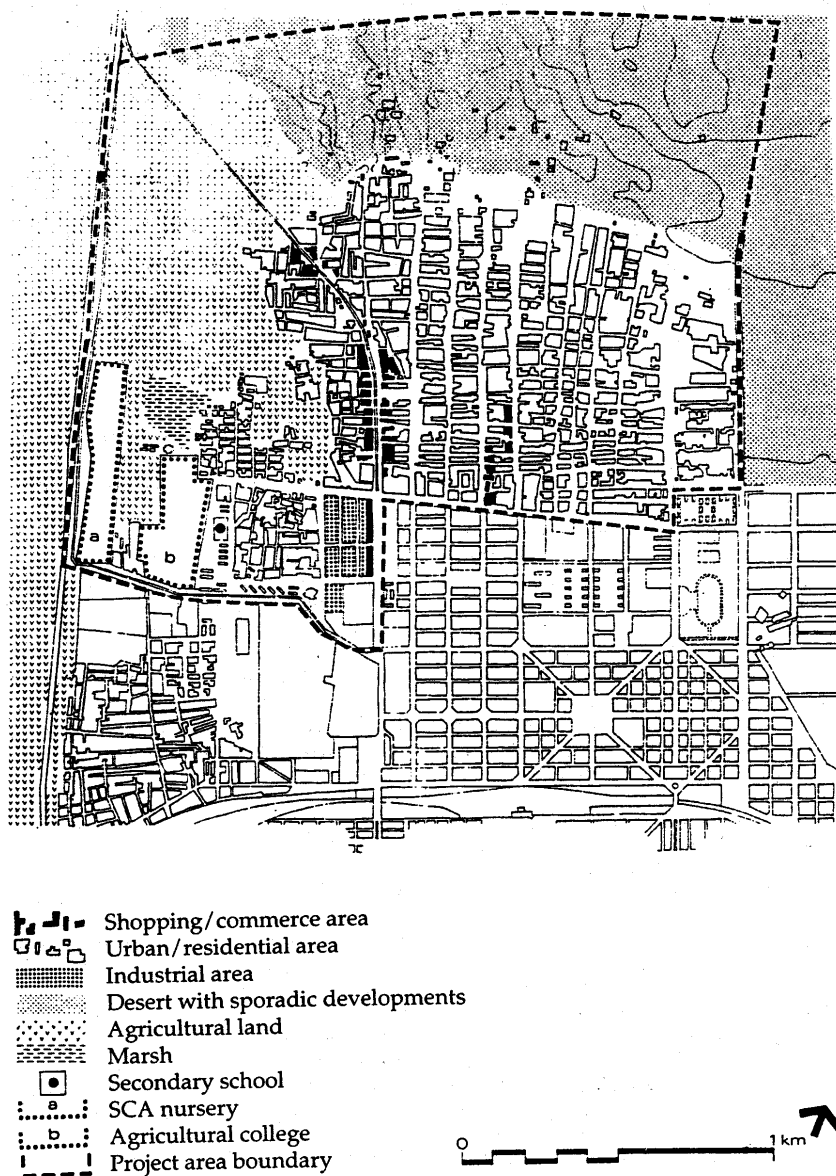 a
b
Shopping/commerce area
Urban/residential area
Industrial area
Desert with sporadic developments
Agricultural land
Marsh
Secondary school
a SCA nursery
b Agricultural college
Project area boundary
0 1 km